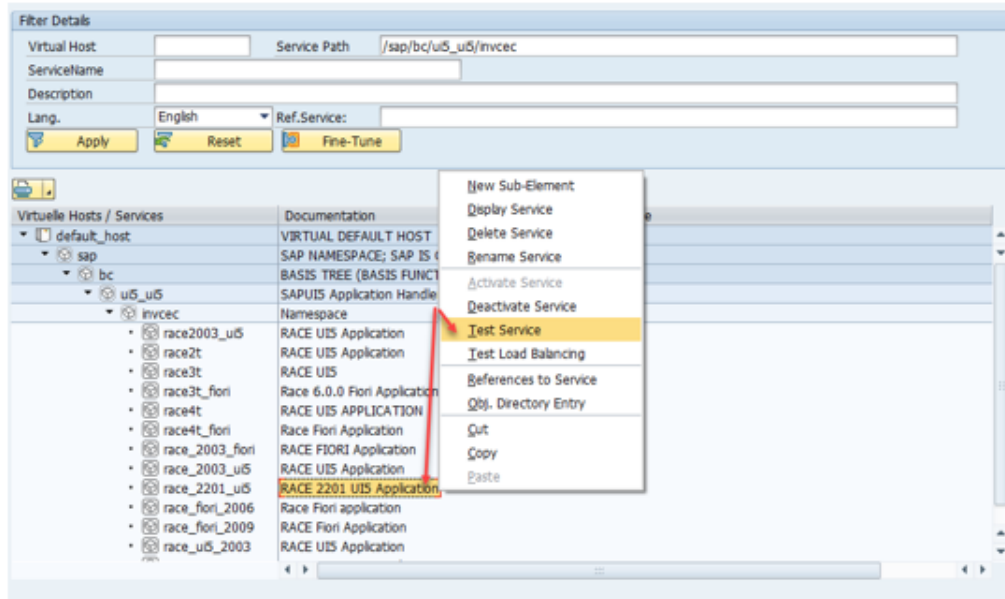 Filter Details
Virtual Host Service Path /sap/bc/ui5_ui5/invcec
ServiceName
Description
Lang. English Ref.Service:
Apply Reset Fine-Tune
Virtuelle Hosts / Services Documentation
default_host VIRTUAL DEFAULT HOST
sap SAP NAMESPACE; SAP IS
bc BASIS TREE (BASIS FUNCT
ui5_ui5 SAPUI5 Application Handle
invcec Namespace
race2003_ui5 RACE UI5 Application
race2t RACE UI5 Application
race3t RACE UI5
race3t_fiori Race 6.0.0 Fiori Application
race4t RACE UI5 APPLICATION
race4t_fiori Race Fiori Application
race_2003_fiori RACE FIORI Application
race_2003_ui5 RACE UI5 Application
race_2201_ui5 RACE 2201 UI5 Application
race_fiori_2006 Race Fiori application
race_fiori_2009 RACE Fiori Application
race_ui5_2003 RACE UI5 Application
New Sub-Element
Display Service
Delete Service
Rename Service
Activate Service
Deactivate Service
Test Service
Test Load Balancing
References to Service
Obj. Directory Entry
Cut
Copy
Paste